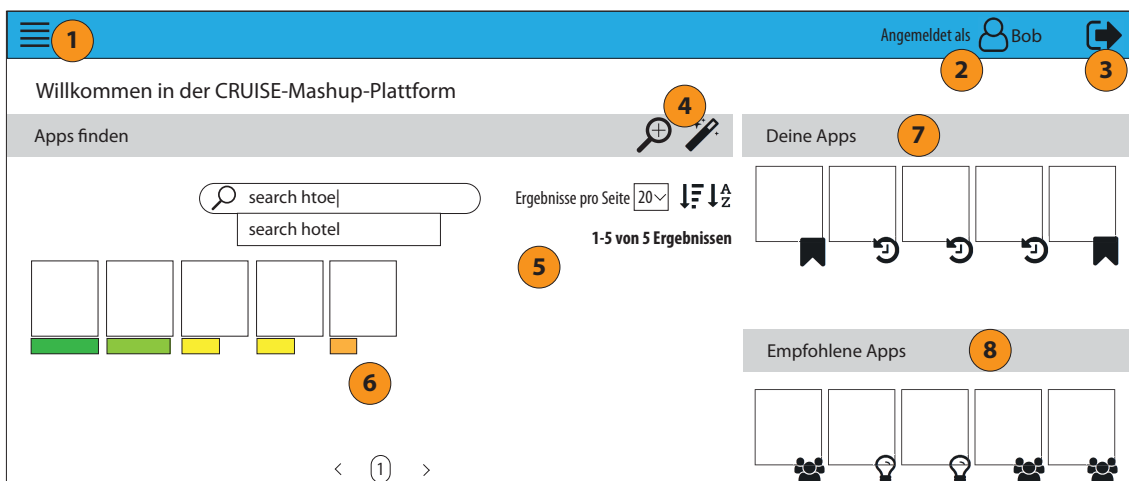 1
Angemeldet als Bob
2
3
Willkommen in der CRUISE-Mashup-Plattform
4
Apps finden
Deine Apps
7
search htoe
Ergebnisse pro Seite 20 A Z
search hotel
1-5 von 5 Ergebnissen
5
6
Empfohlene Apps
8
< 1 >